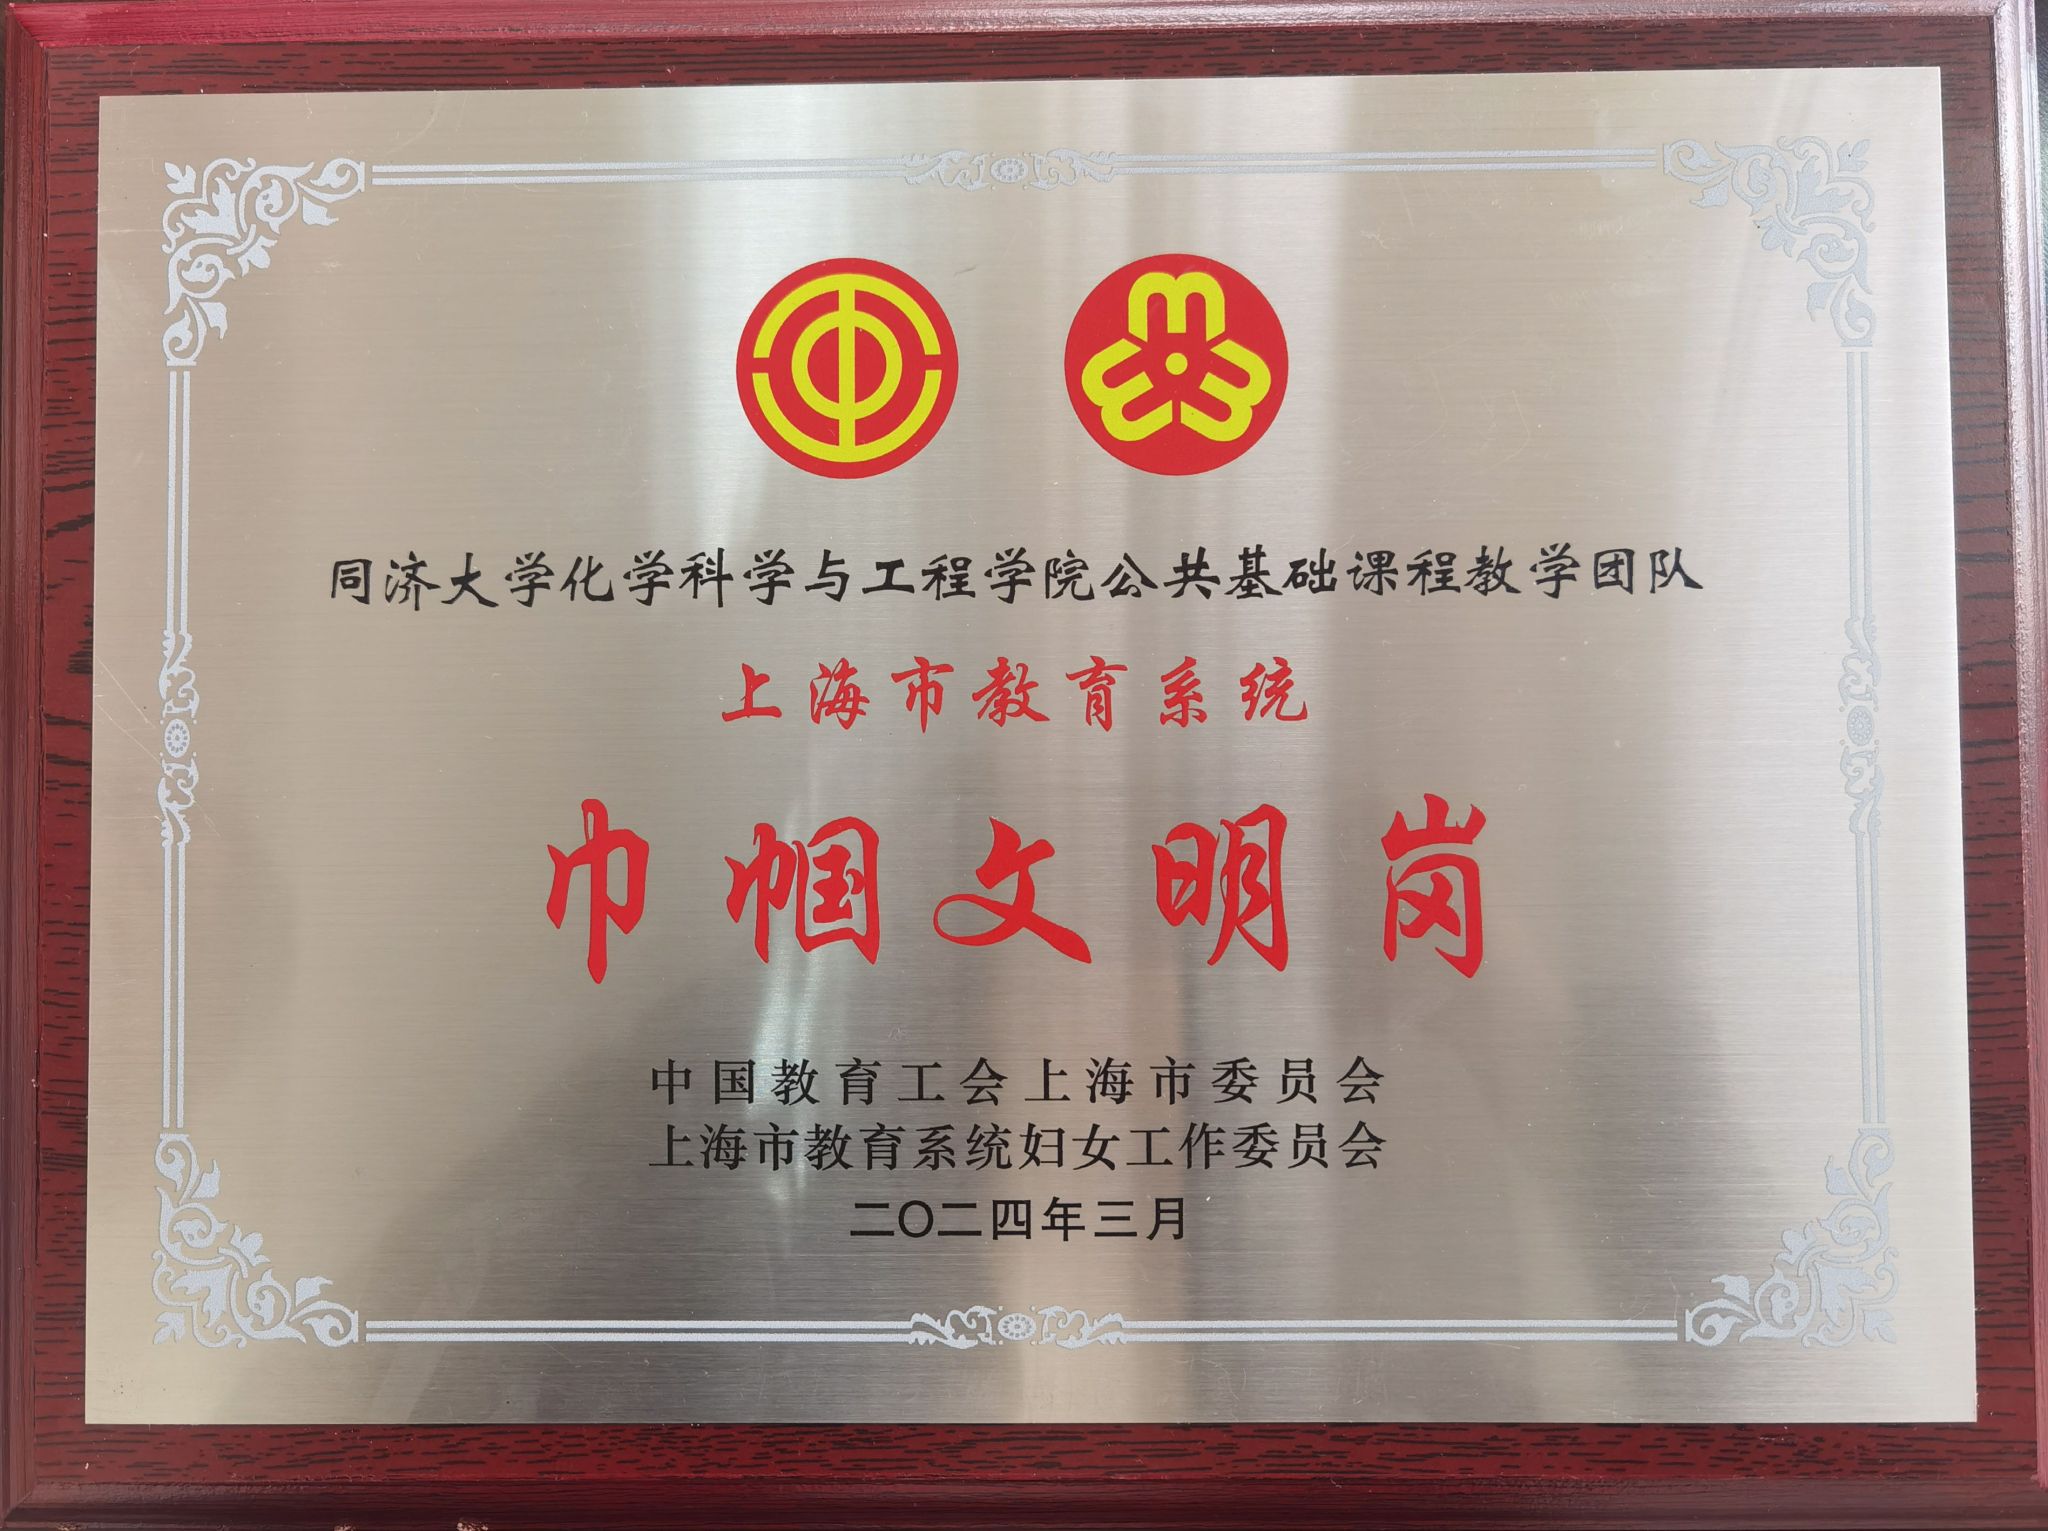 同济大学化学科学与工程学院公共基础课程教学团队
上海市教育系统
巾帼文明岗
中国教育工会上海市委员会
上海市教育系统妇女工作委员会
二〇二四年三月